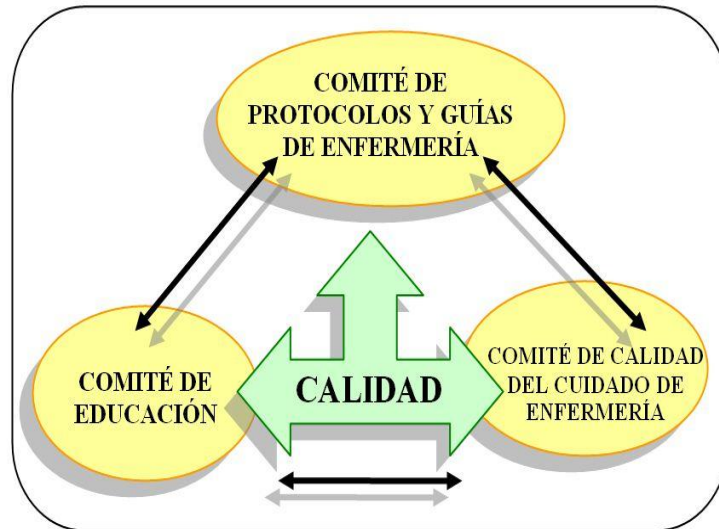 COMITÉ DE
PROTOCOLOS Y GUÍAS
DE ENFERMERÍA
COMITÉ DE
EDUCACIÓN
CALIDAD
COMITÉ DE CALIDAD
DEL CUIDADO DE
ENFERMERÍA